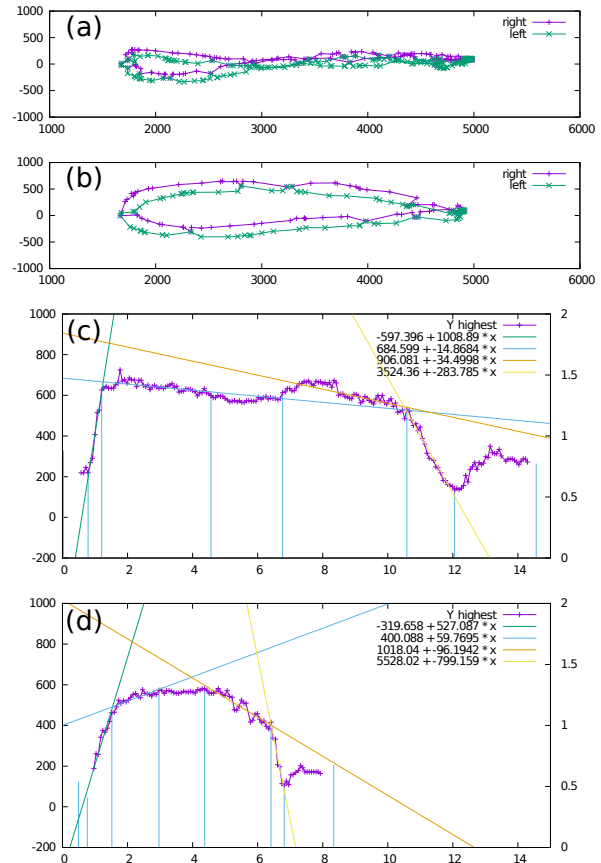 1000
500
0
-500
-1000
1000 2000 3000 4000 5000 6000
(a)
right
left
1000
500
0
-500
-1000
1000 2000 3000 4000 5000 6000
(b)
right
left
1000
800
600
400
200
0
-200
0 2 4 6 8 10 12 14
2
1.5
1
0.5
0
(c)
Y highest
-597.396 +1008.89 * x
684.599 +-14.8684 * x
906.081 +-34.4998 * x
3524.36 +-283.785 * x
1000
800
600
400
200
0
-200
0 2 4 6 8 10 12 14
2
1.5
1
0.5
0
(d)
Y highest
-319.658 +527.087 * x
400.088 +59.7695 * x
1018.04 +-96.1942 * x
5528.02 +-799.159 * x